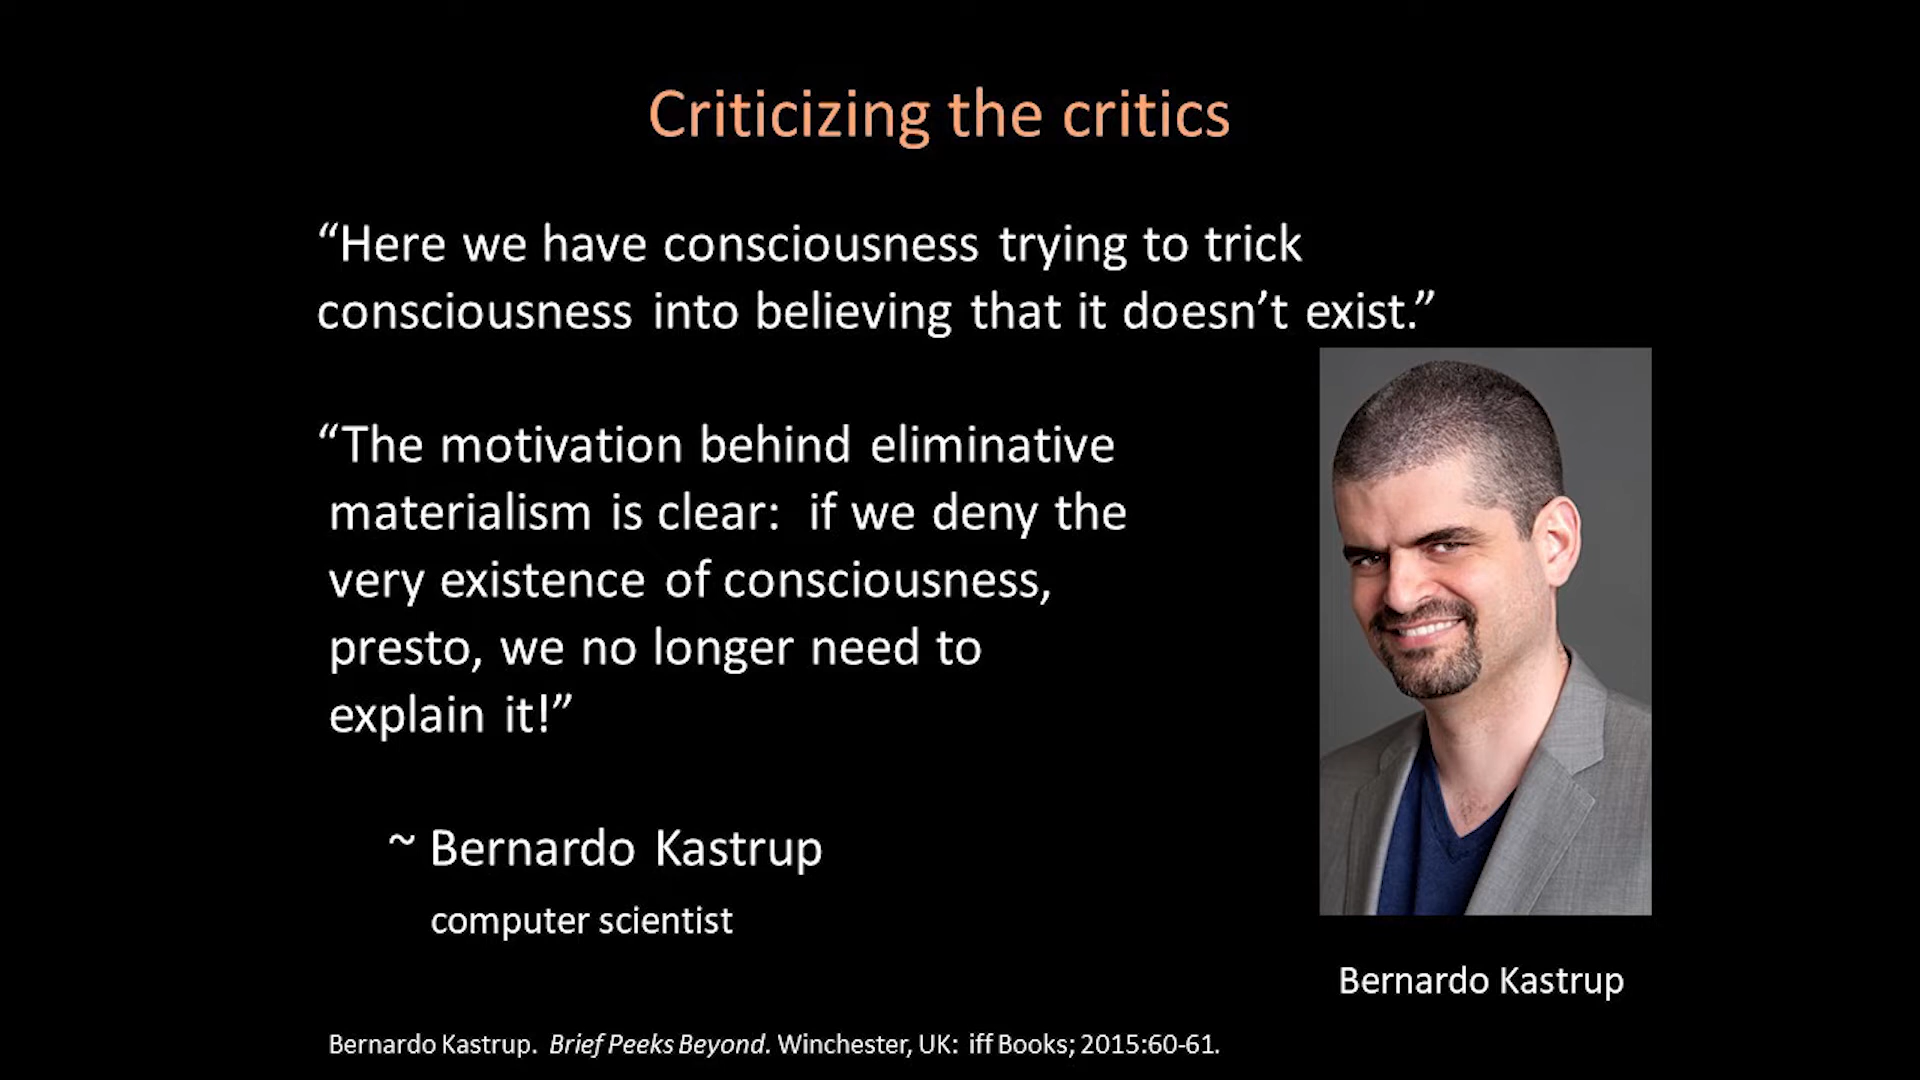 Criticizing the critics
“Here we have consciousness trying to trick
consciousness into believing that it doesn’t exist.”
“The motivation behind eliminative
materialism is clear: if we deny the
very existence of consciousness,
presto, we no longer need to
explain it!”
~ Bernardo Kastrup
computer scientist
Bernardo Kastrup
Bernardo Kastrup. Brief Peeks Beyond. Winchester, UK: iff Books; 2015:60-61.